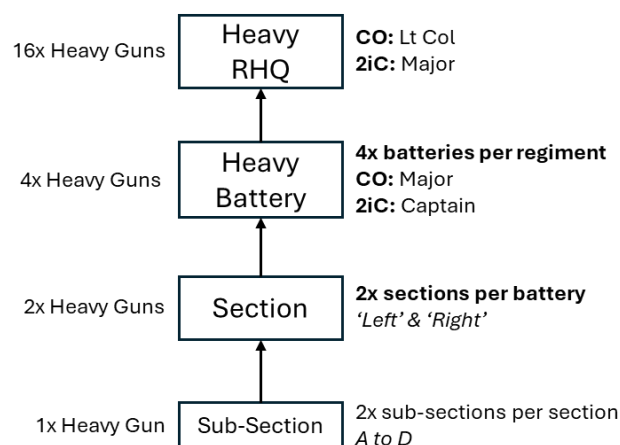 16x Heavy Guns
Heavy
RHQ
CO: Lt Col
2iC: Major
4x Heavy Guns
Heavy
Battery
4x batteries per regiment
CO: Major
2iC: Captain
2x Heavy Guns
Section
2x sections per battery
‘Left’ & ‘Right’
1x Heavy Gun
Sub-Section
2x sub-sections per section
A to D